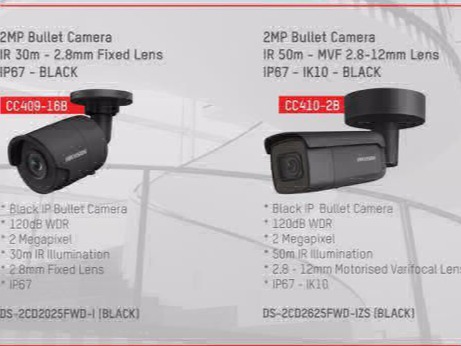 2MP Bullet Camera
IR 30m - 2.8mm Fixed Lens
IP67 - BLACK
CC409-16B
HIKVISION
* Black IP Bullet Camera
* 120dB WDR
* 2 Megapixel
* 30m IR Illumination
* 2.8mm Fixed Lens
* IP67
DS-2CD2025FWD-I (BLACK)
2MP Bullet Camera
IR 50m - MVF 2.8-12mm Lens
IP67 - IK10 - BLACK
CC410-2B
HIKVISION
* Black IP Bullet Camera
* 120dB WDR
* 2 Megapixel
* 50m IR Illumination
* 2.8 - 12mm Motorised Varifocal Lens
* IP67 - IK10
DS-2CD2625FWD-IZS (BLACK)